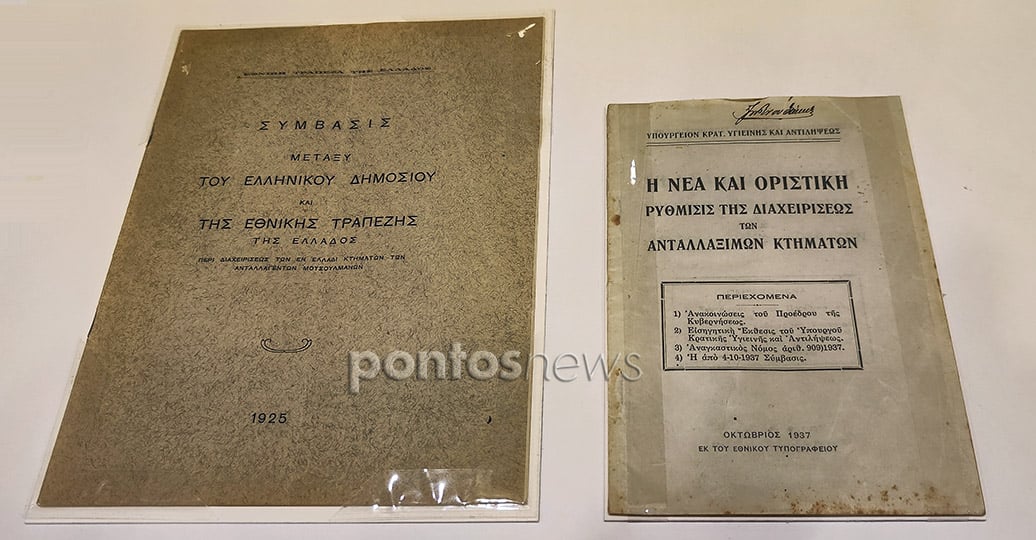 ΕΘΝΙΚΗ ΤΡΑΠΕΖΑ ΤΗΣ ΕΛΛΑΔΟΣ
ΣΥΜΒΑΣΙΣ
ΜΕΤΑΞΥ
ΤΟΥ ΕΛΛΗΝΙΚΟΥ ΔΗΜΟΣΙΟΥ
ΚΑΙ
ΤΗΣ ΕΘΝΙΚΗΣ ΤΡΑΠΕΖΗΣ
ΤΗΣ ΕΛΛΑΔΟΣ
ΠΕΡΙ ΔΙΑΧΕΙΡΙΣΕΩΣ ΤΩΝ ΕΝ ΕΛΛΑΔΙ ΚΤΗΜΑΤΩΝ ΤΩΝ
ΑΝΤΑΛΛΑΓΕΝΤΩΝ ΜΟΥΣΟΥΛΜΑΝΩΝ
1925
ΥΠΟΥΡΓΕΙΟΝ ΚΡΑΤ. ΥΓΙΕΙΝΗΣ ΚΑΙ ΑΝΤΙΛΗΨΕΩΣ
Η ΝΕΑ ΚΑΙ ΟΡΙΣΤΙΚΗ
ΡΥΘΜΙΣΙΣ ΤΗΣ ΔΙΑΧΕΙΡΙΣΕΩΣ
ΤΩΝ
ΑΝΤΑΛΛΑΞΙΜΩΝ ΚΤΗΜΑΤΩΝ
ΠΕΡΙΕΧΟΜΕΝΑ
1) Ἀνακοινώσεις τοῦ Προέδρου τῆς
Κυβερνήσεως.
2) Εἰσηγητικὴ Ἔκθεσις τοῦ Ὑπουργοῦ
Κρατικῆς Ὑγιεινῆς καὶ Ἀντιλήψεως.
3) Ἀναγκαστικὸς Νόμος ἀριθ. 909)1937.
4) Ἡ ἀπὸ 4-10-1937 Σύμβασις.
ΟΚΤΩΒΡΙΟΣ 1937
ΕΚ ΤΟΥ ΕΘΝΙΚΟΥ ΤΥΠΟΓΡΑΦΕΙΟΥ
pontosnews